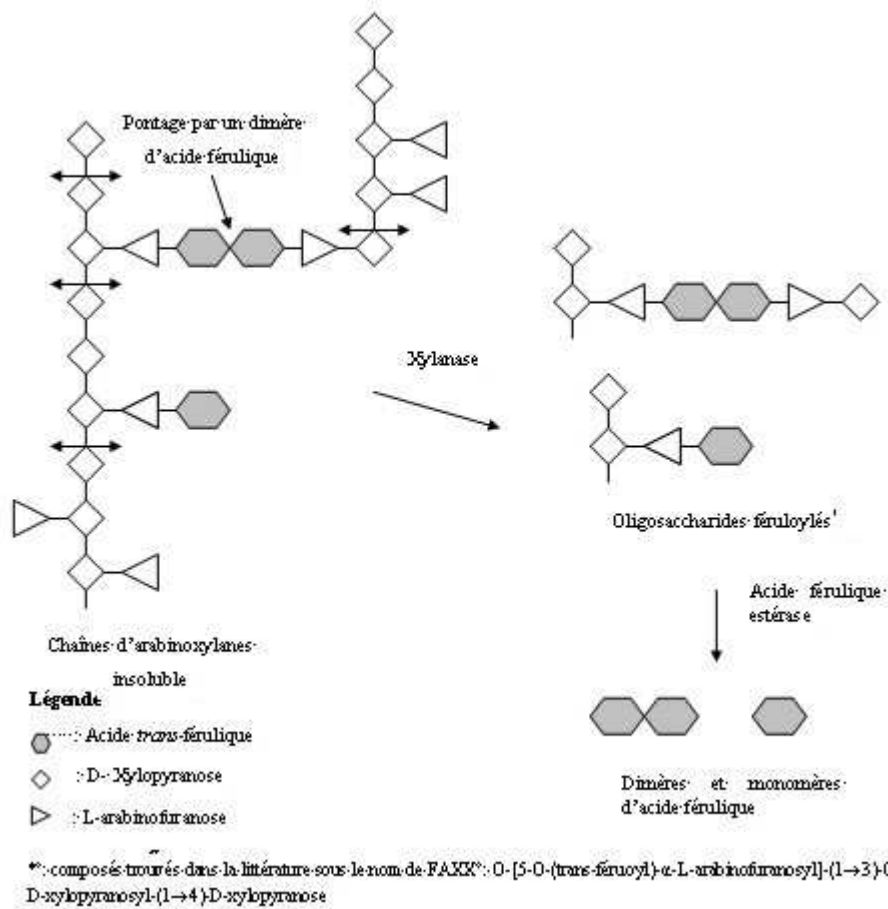 Pontage par un dimère
d'acide férulique
Xylanase
Oligosaccharides féruloylés
Acide férulique
estérase
Chaînes d'arabinoxylanes
insoluble
Légende
: Acide trans-férulique
: D- Xylopyranose
: L-arabinofuranose
Dimères et monomères
d'acide férulique
: composés trouvés dans la littérature sous le nom de FAXX : O-[5-O-(trans-féruoyl)-α-L-arabinofuranosyl]-(1→3)-
D-xylopyranosyl-(1→4)-D-xylopyranose